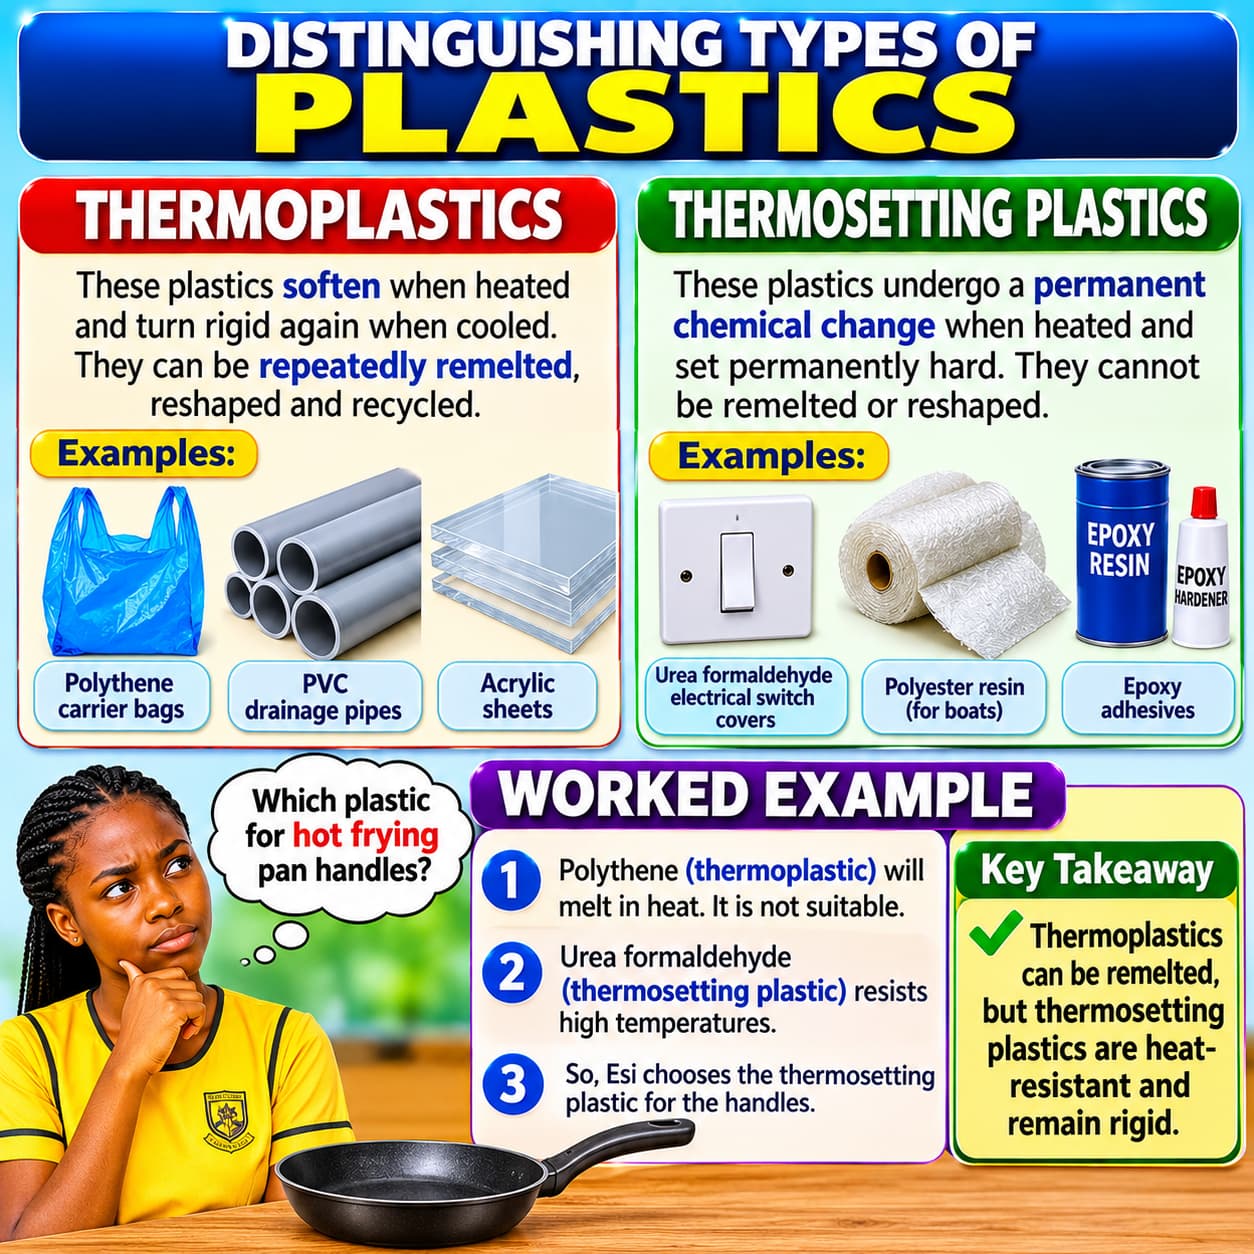 DISTINGUISHING TYPES OF
PLASTICS
THERMOPLASTICS
These plastics soften when heated
and turn rigid again when cooled.
They can be repeatedly remelted,
reshaped and recycled.
Examples:
Polythene
carrier bags
PVC
drainage pipes
Acrylic
sheets
THERMOSETTING PLASTICS
These plastics undergo a permanent
chemical change when heated and
set permanently hard. They cannot
be remelted or reshaped.
Examples:
EPOXY
RESIN
EPOXY
HARDENER
Urea formaldehyde
electrical switch
covers
Polyester resin
(for boats)
Epoxy
adhesives
Which plastic
for hot frying
pan handles?
WORKED EXAMPLE
1
Polythene (thermoplastic) will
melt in heat. It is not suitable.
2
Urea formaldehyde
(thermosetting plastic) resists
high temperatures.
3
So, Esi chooses the thermosetting
plastic for the handles.
Key Takeaway
Thermoplastics
can be remelted,
but thermosetting
plastics are heat-
resistant and
remain rigid.